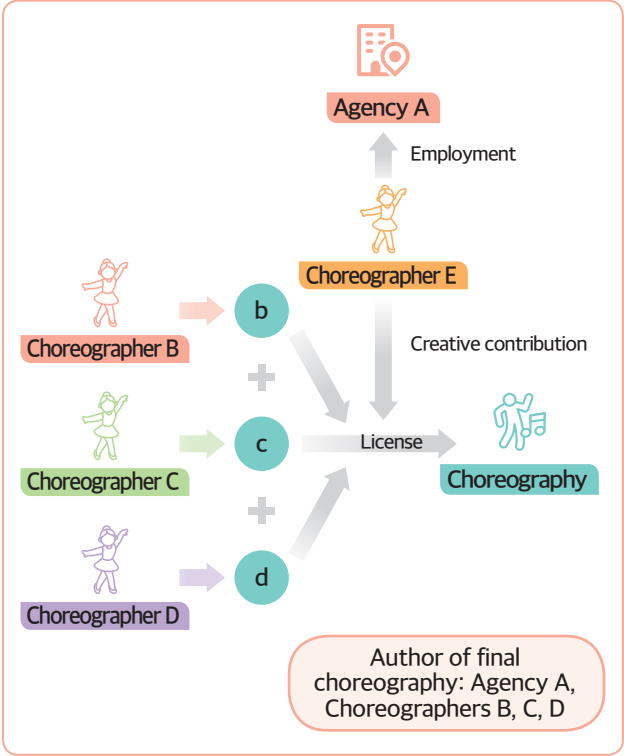 Agency A
Employment
Choreographer E
b
Choreographer B
Creative contribution
+
c
License
Choreographer C
Choreography
+
d
Choreographer D
Author of final
choreography: Agency A,
Choreographers B, C, D